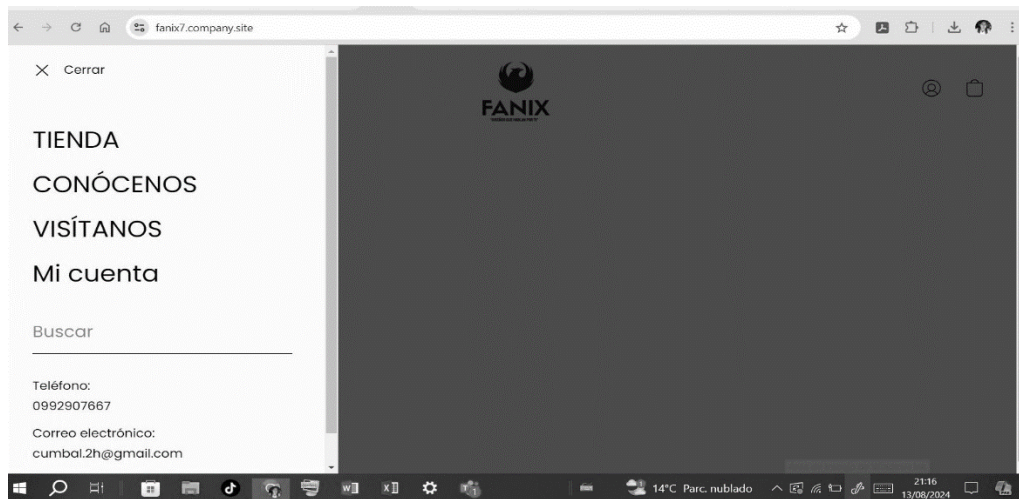 fanix7.company.site
Cerrar
FANIX
TIENDA
CONÓCENOS
VISÍTANOS
Mi cuenta
Buscar
Teléfono:
0992907667
Correo electrónico:
cumbal.2h@gmail.com
14°C Parc. nublado
21:16
13/08/2024